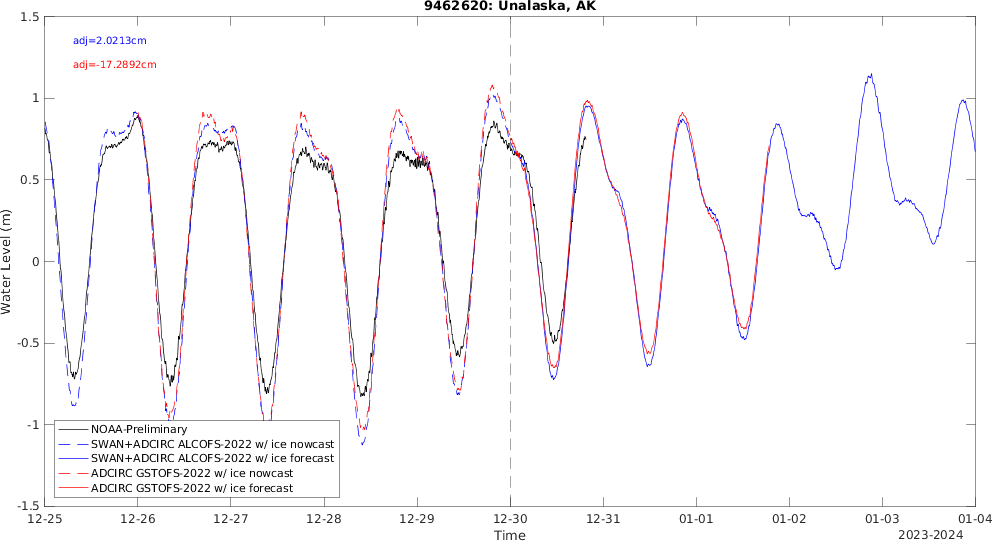 9462620: Unalaska, AK
adj=2.0213cm
adj=-17.2892cm
1.5
1
0.5
0
-0.5
-1
-1.5
Water Level (m)
NOAA-Preliminary
SWAN+ADCIRC ALCOFS-2022 w/ ice nowcast
SWAN+ADCIRC ALCOFS-2022 w/ ice forecast
ADCIRC GSTOFS-2022 w/ ice nowcast
ADCIRC GSTOFS-2022 w/ ice forecast
12-25 12-26 12-27 12-28 12-29 12-30 12-31 01-01 01-02 01-03 01-04
Time
2023-2024